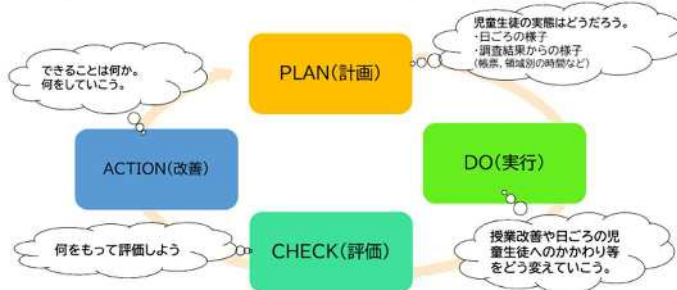 PLAN(計画)
児童生徒の実態はどうだろう。
・日ごろの様子
・調査結果からの様子
(帳票、領域別の時間など)
DO(実行)
授業改善や日ごろの児
童生徒へのかかわり等
をどう変えていこう。
CHECK(評価)
何をもって評価しよう
ACTION(改善)
できることは何か。
何をしていこう。